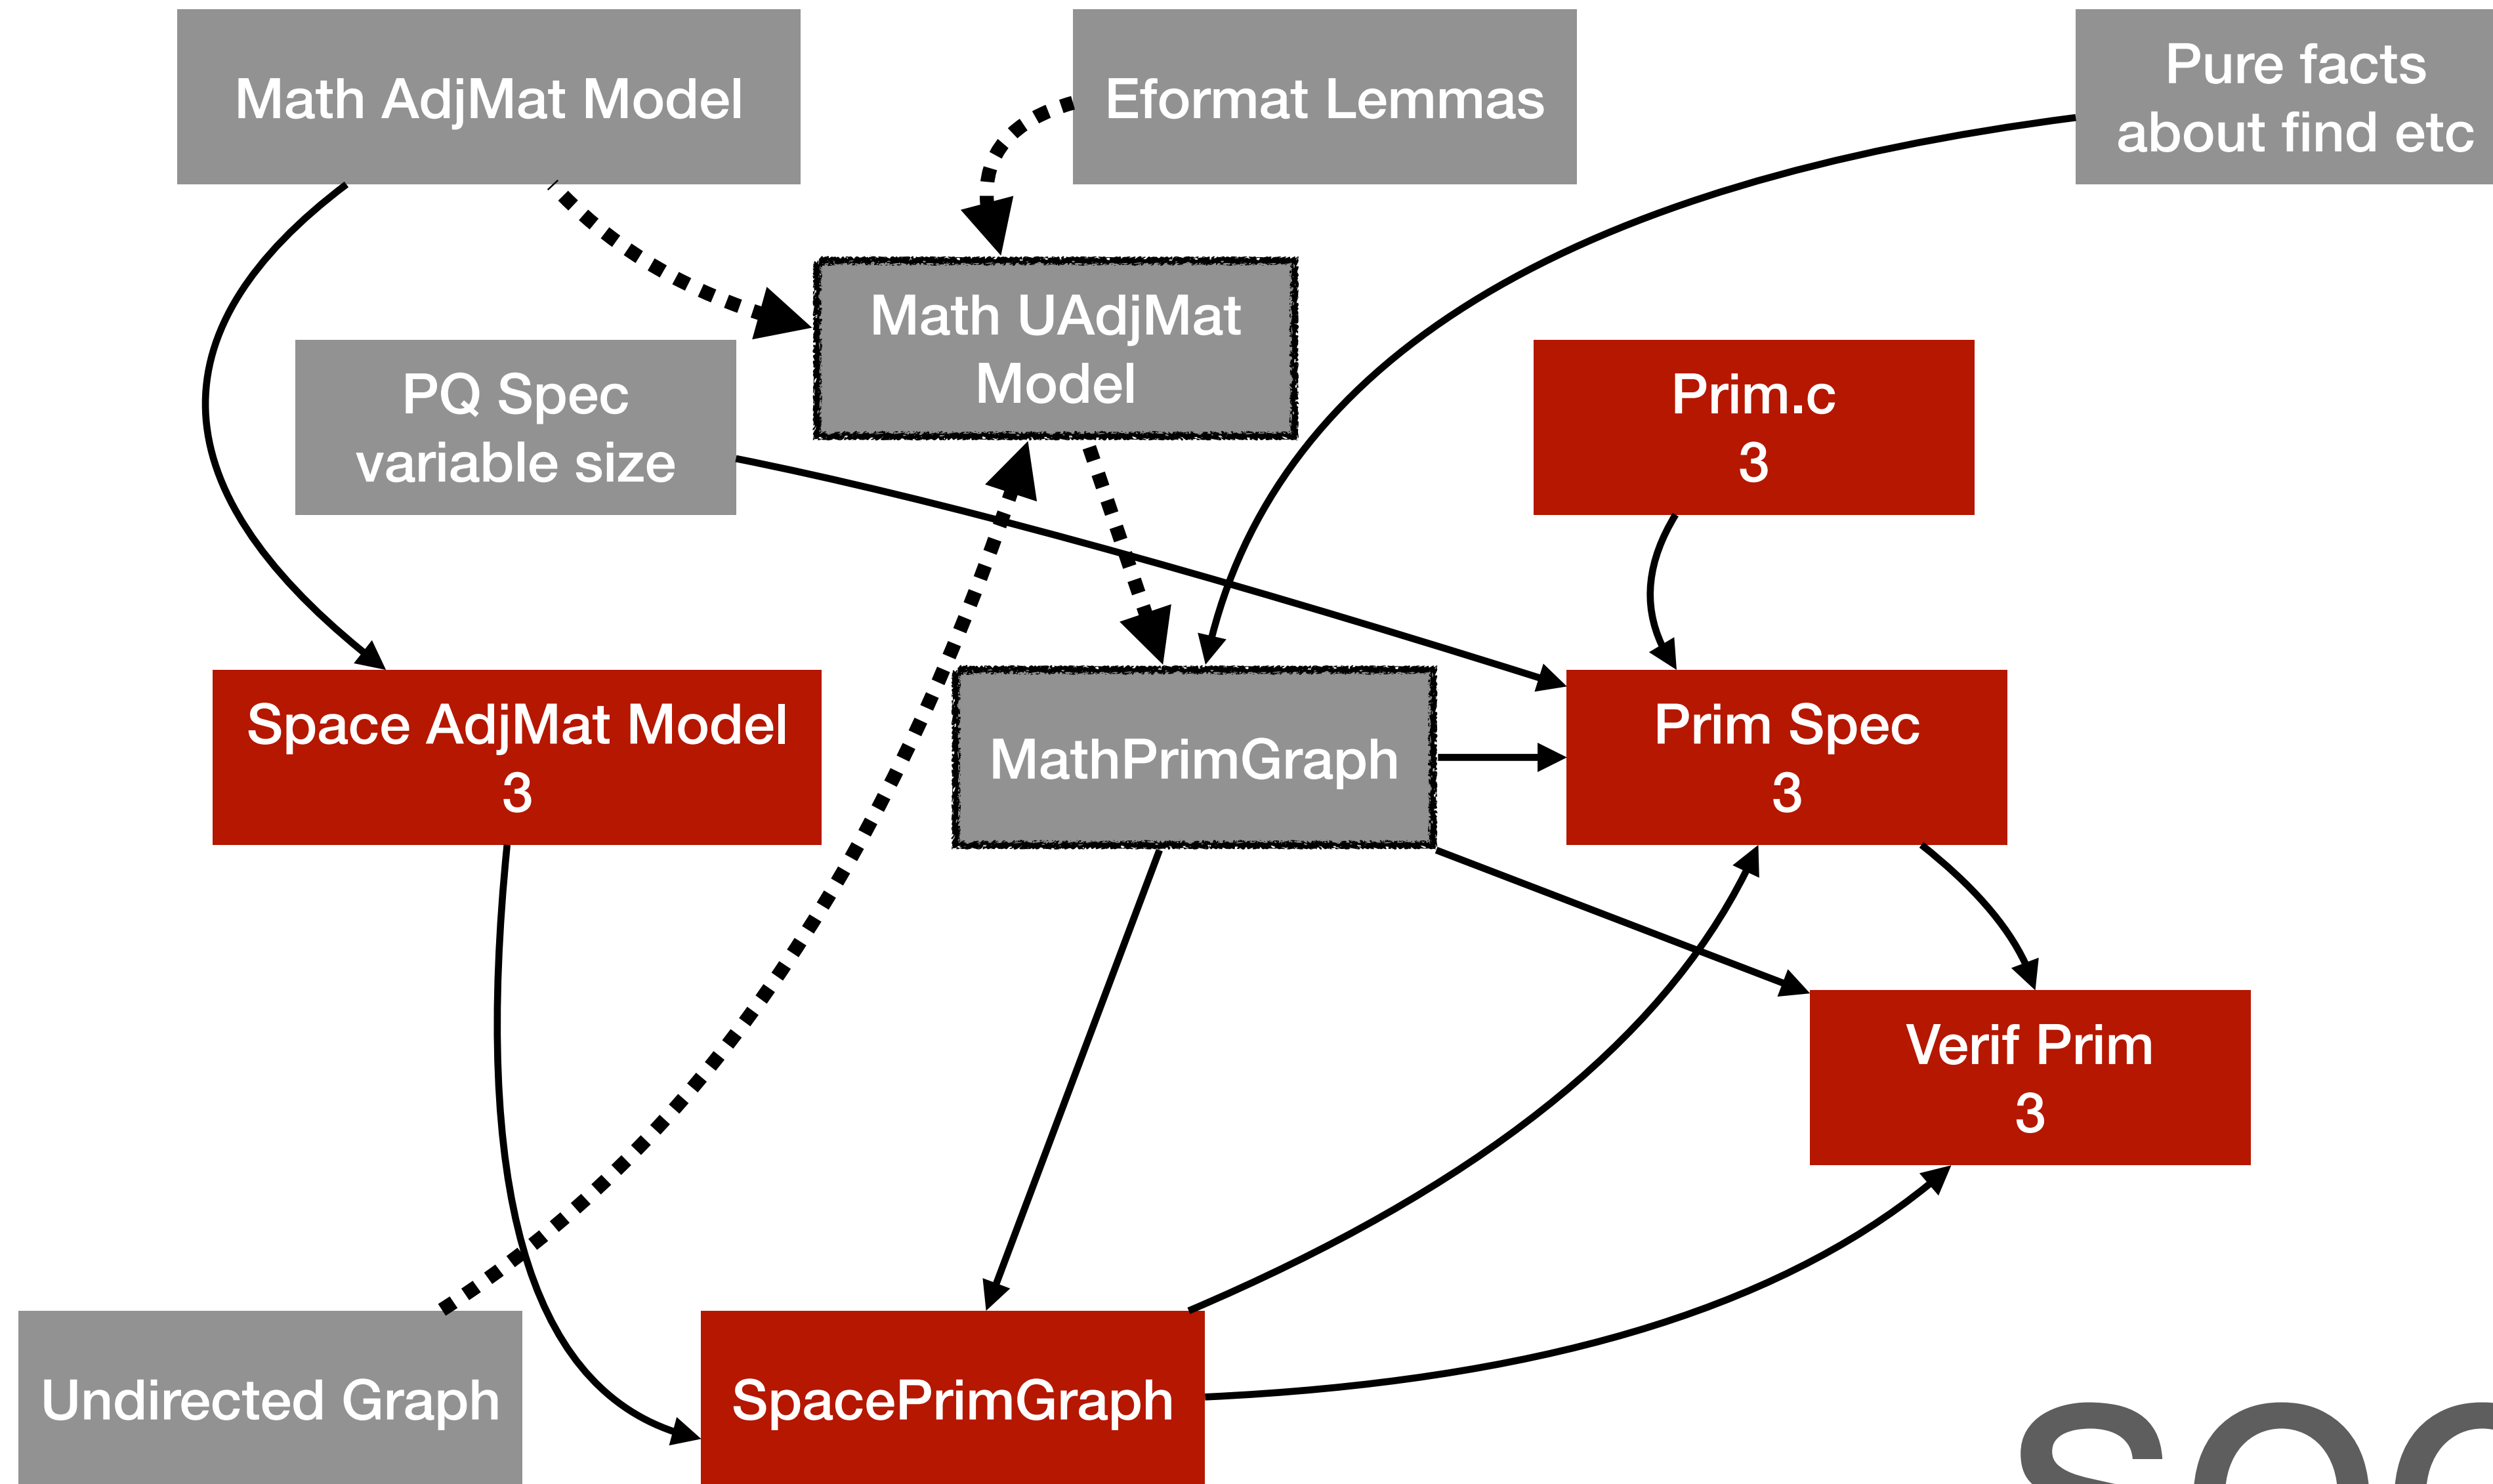 Math AdjMat Model
Eformat Lemmas
Pure facts
about find etc
Math UAdjMat
Model
PQ Spec
variable size
Prim.c
3
Space AdjMat Model
3
MathPrimGraph
Prim Spec
3
Verif Prim
3
Undirected Graph
SpacePrimGraph